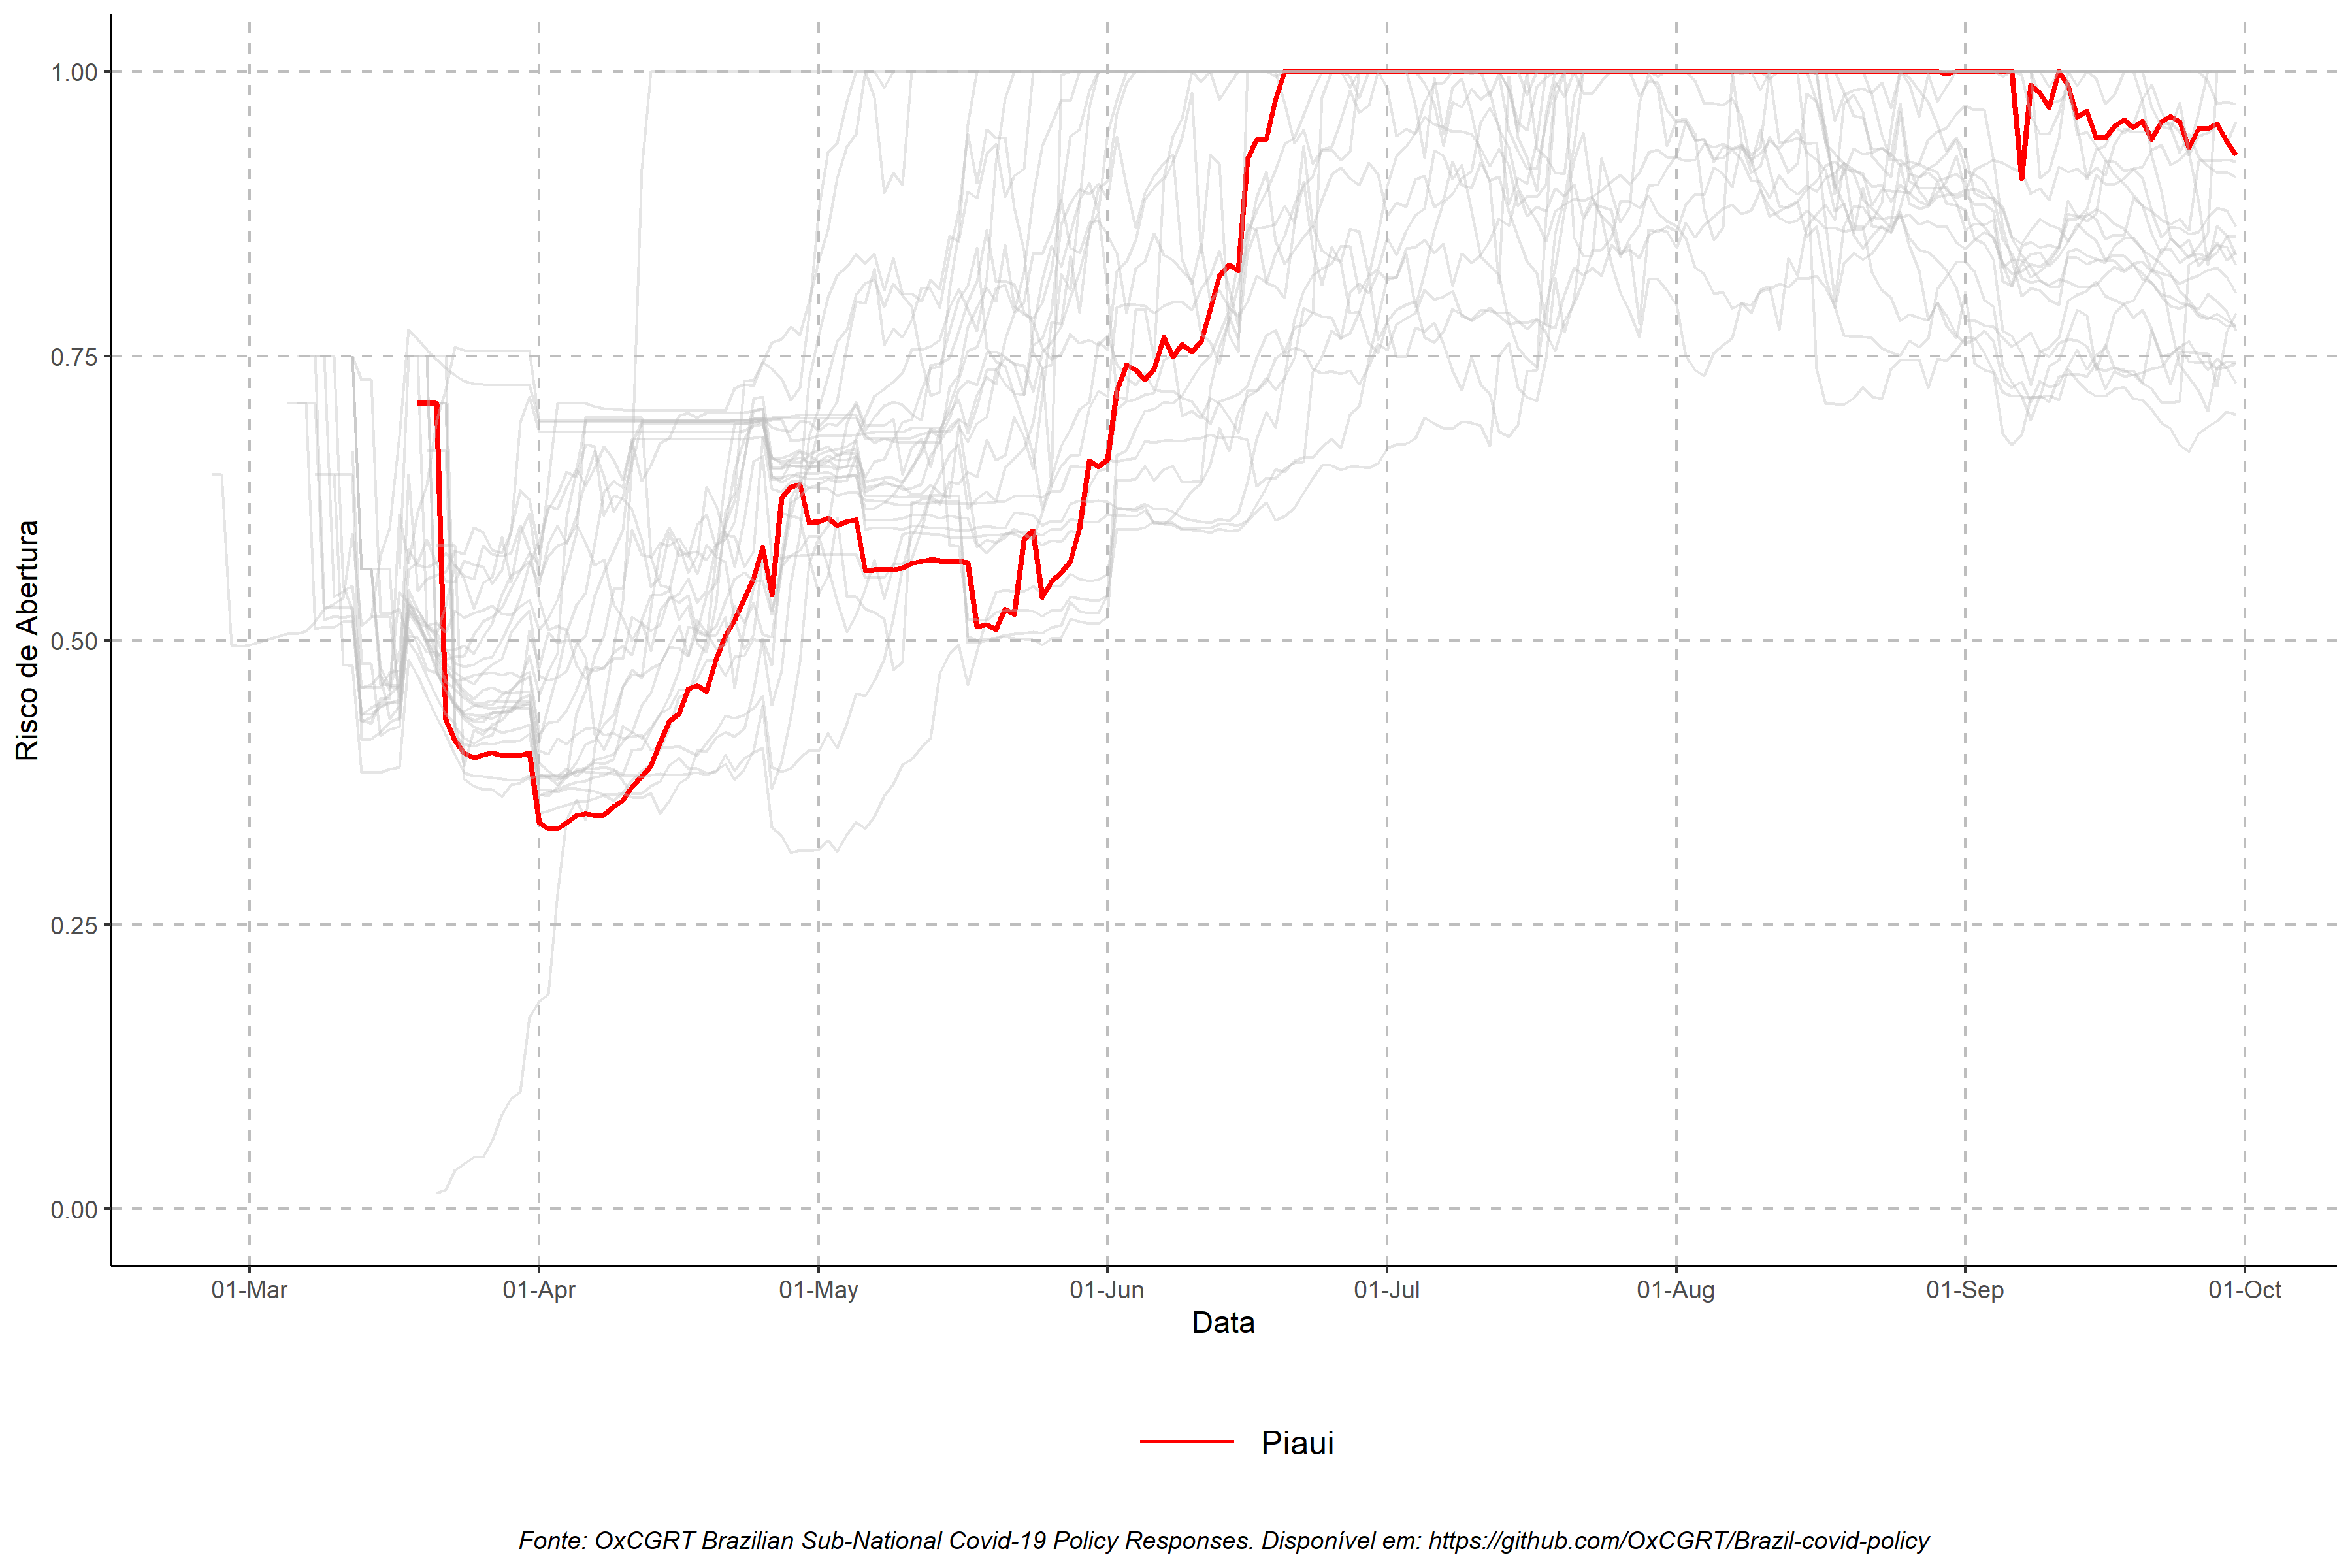 1.00
0.75
0.50
0.25
0.00
Risco de Abertura
01-Mar 01-Apr 01-May 01-Jun 01-Jul 01-Aug 01-Sep 01-Oct
Data
Piaui
Fonte: OxCGRT Brazilian Sub-National Covid-19 Policy Responses. Disponível em: https://github.com/OxCGRT/Brazil-covid-policy